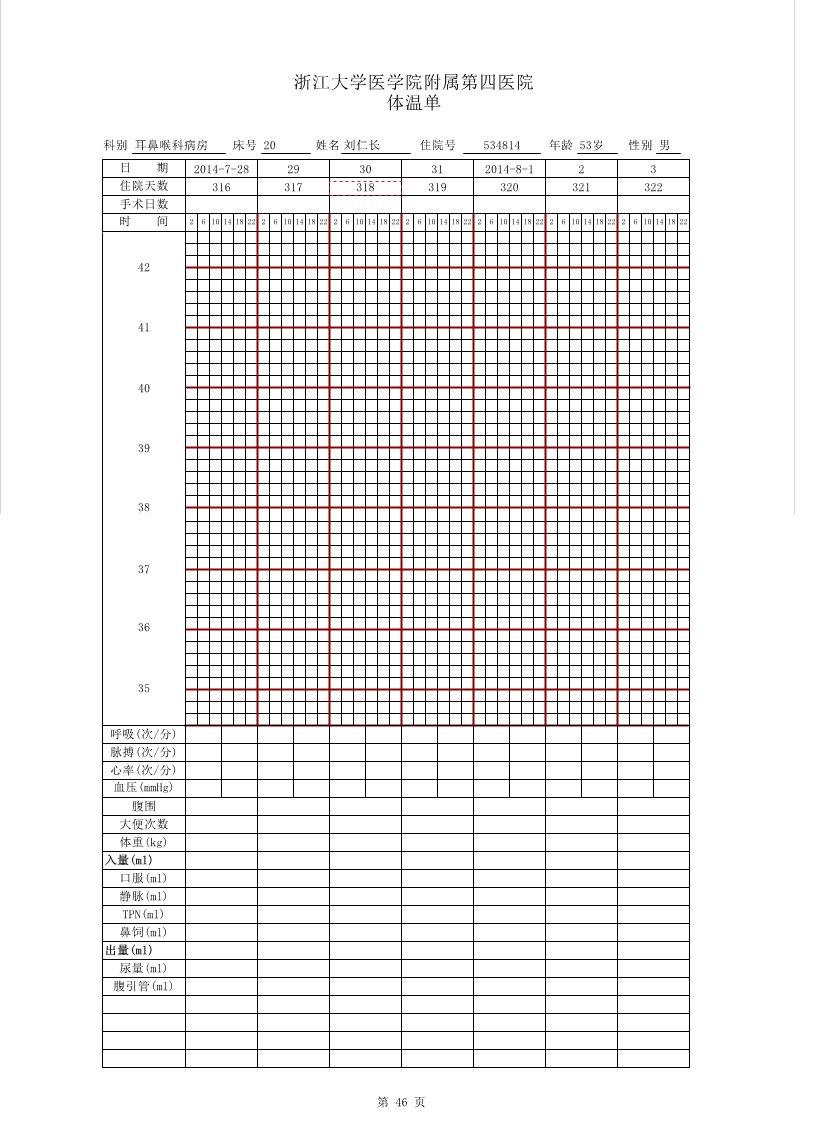 浙江大学医学院附属第四医院
体温单
科别 耳鼻喉科病房 床号 20 姓名 刘仁长 住院号 534814 年龄 53岁 性别 男
日 期 2014-7-28 29 30 31 2014-8-1 2 3
住院天数 316 317 318 319 320 321 322
手术日数
时 间 2 6 10 14 18 22 2 6 10 14 18 22 2 6 10 14 18 22 2 6 10 14 18 22 2 6 10 14 18 22 2 6 10 14 18 22 2 6 10 14 18 22
42
41
40
39
38
37
36
35
呼吸(次/分)
脉搏(次/分)
心率(次/分)
血压(mmHg)
腹围
大便次数
体重(kg)
入量(ml)
口服(ml)
静脉(ml)
TPN(ml)
鼻饲(ml)
出量(ml)
尿量(ml)
腹引管(ml)
第 46 页